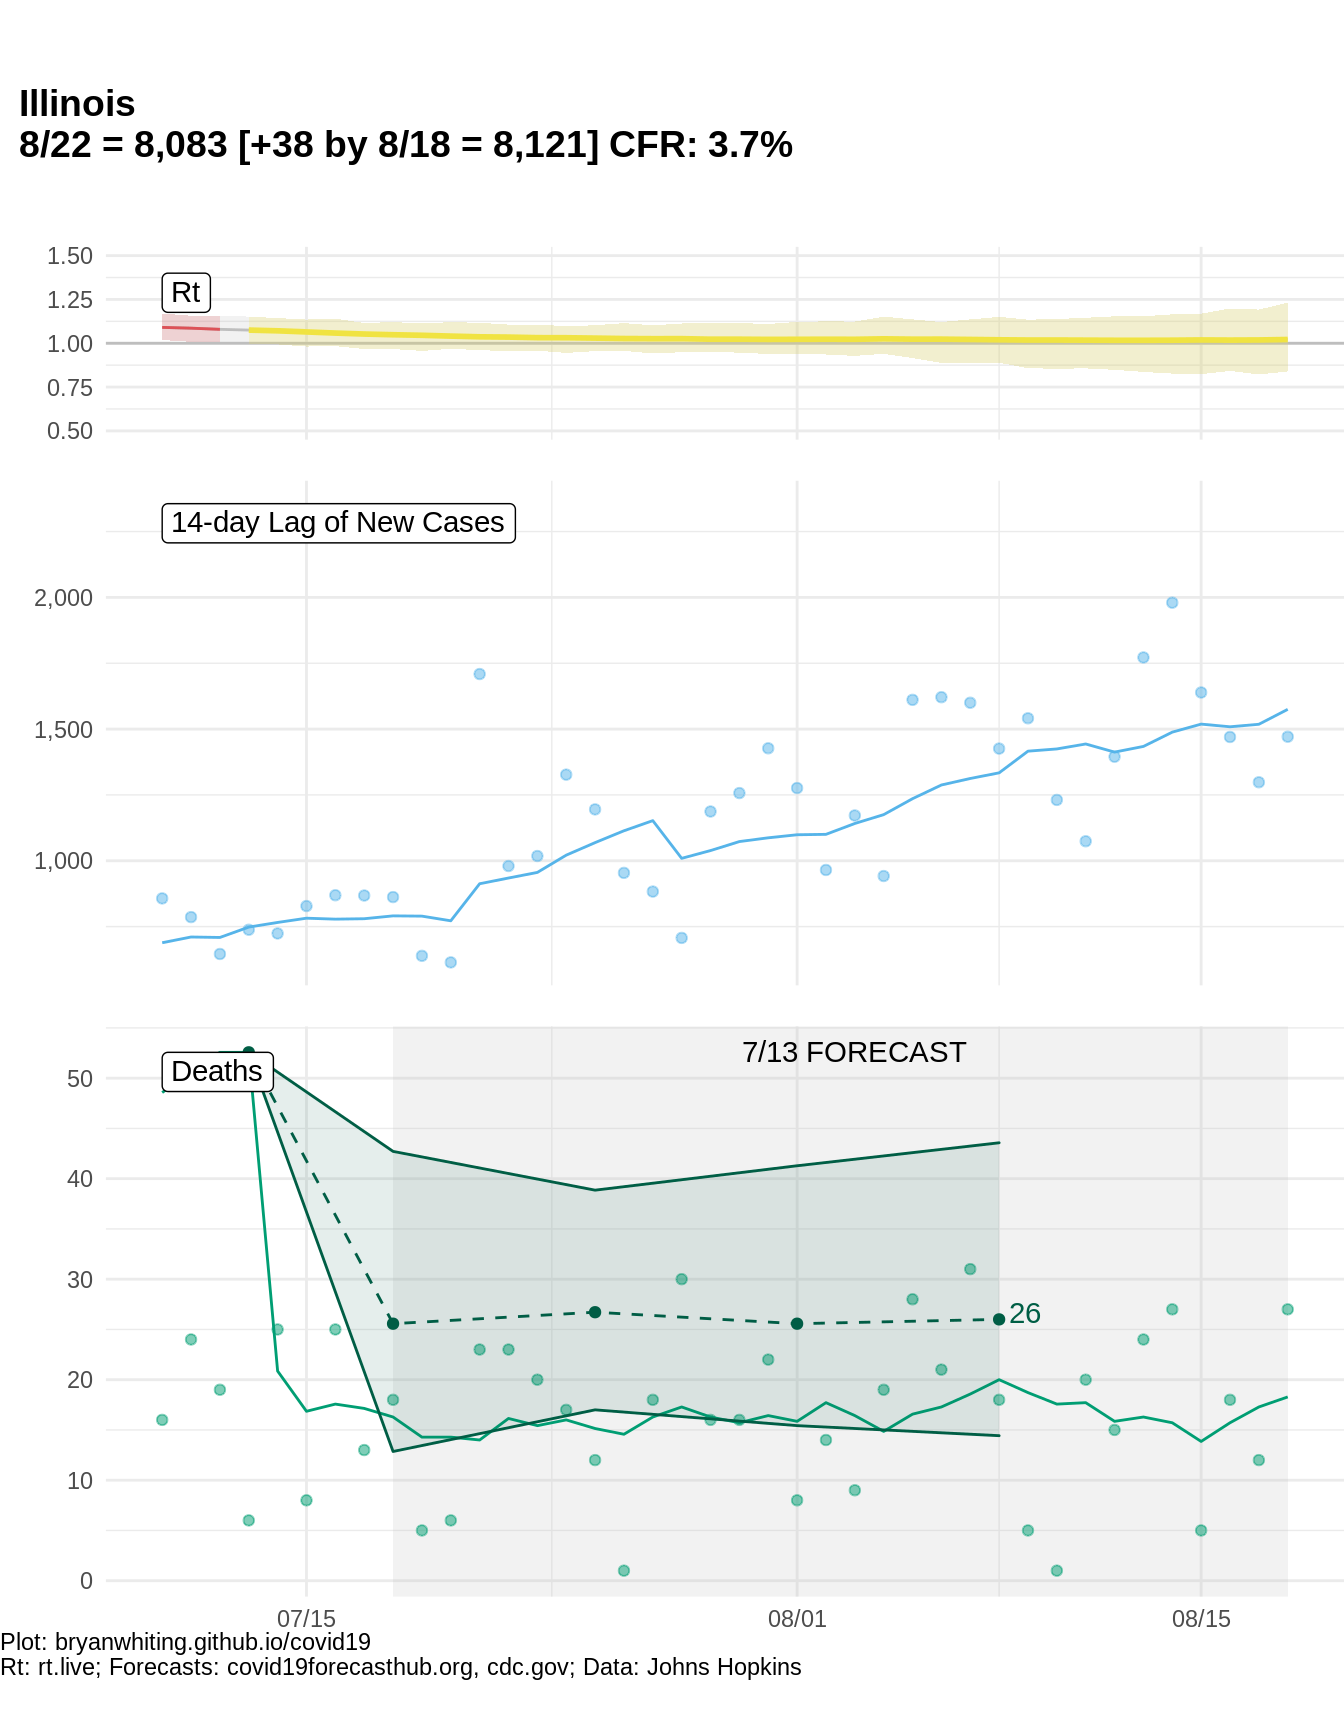 Illinois
8/22 = 8,083 [+38 by 8/18 = 8,121] CFR: 3.7%
1.50
1.25
1.00
0.75
0.50
Rt
14-day Lag of New Cases
2,000
1,500
1,000
7/13 FORECAST
Deaths
50
40
30
20
10
0
26
07/15
08/01
08/15
Plot: bryanwhiting.github.io/covid19
Rt: rt.live; Forecasts: covid19forecasthub.org, cdc.gov; Data: Johns Hopkins